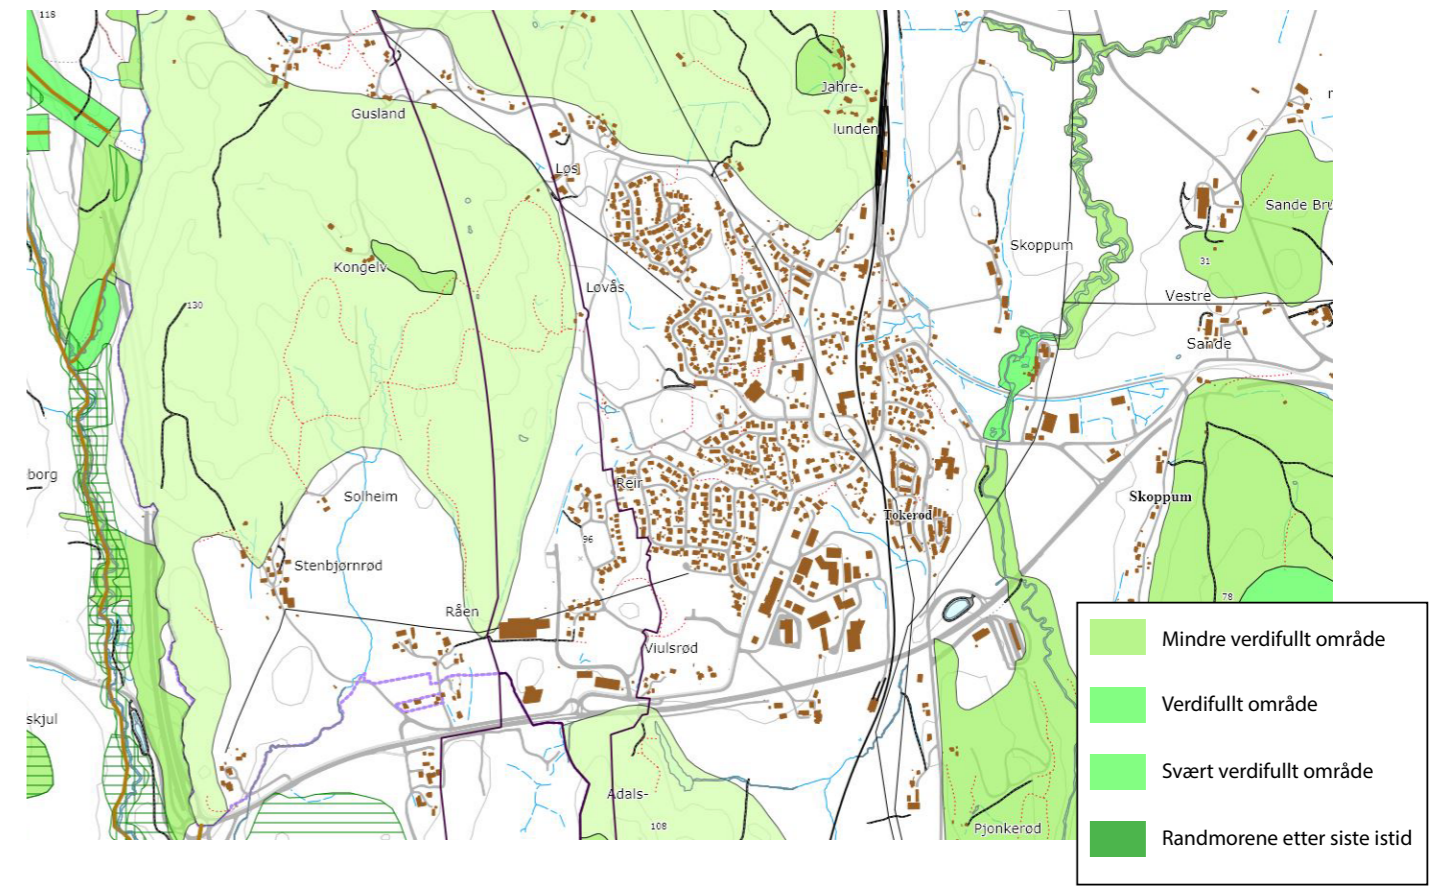 118
Gusland
Jahre-
lunden
Løs
Sande Bru
Kongelv
Skoppum
31
Lovås
130
Vestre
Sande
borg
Solheim
Reir
Skoppum
Tokerød
96
Stenbjørnrød
78
Råen
Viulsrød
skjul
Adals-
108
Pjonkerød
Mindre verdifullt område
Verdifullt område
Svært verdifullt område
Randmorene etter siste istid